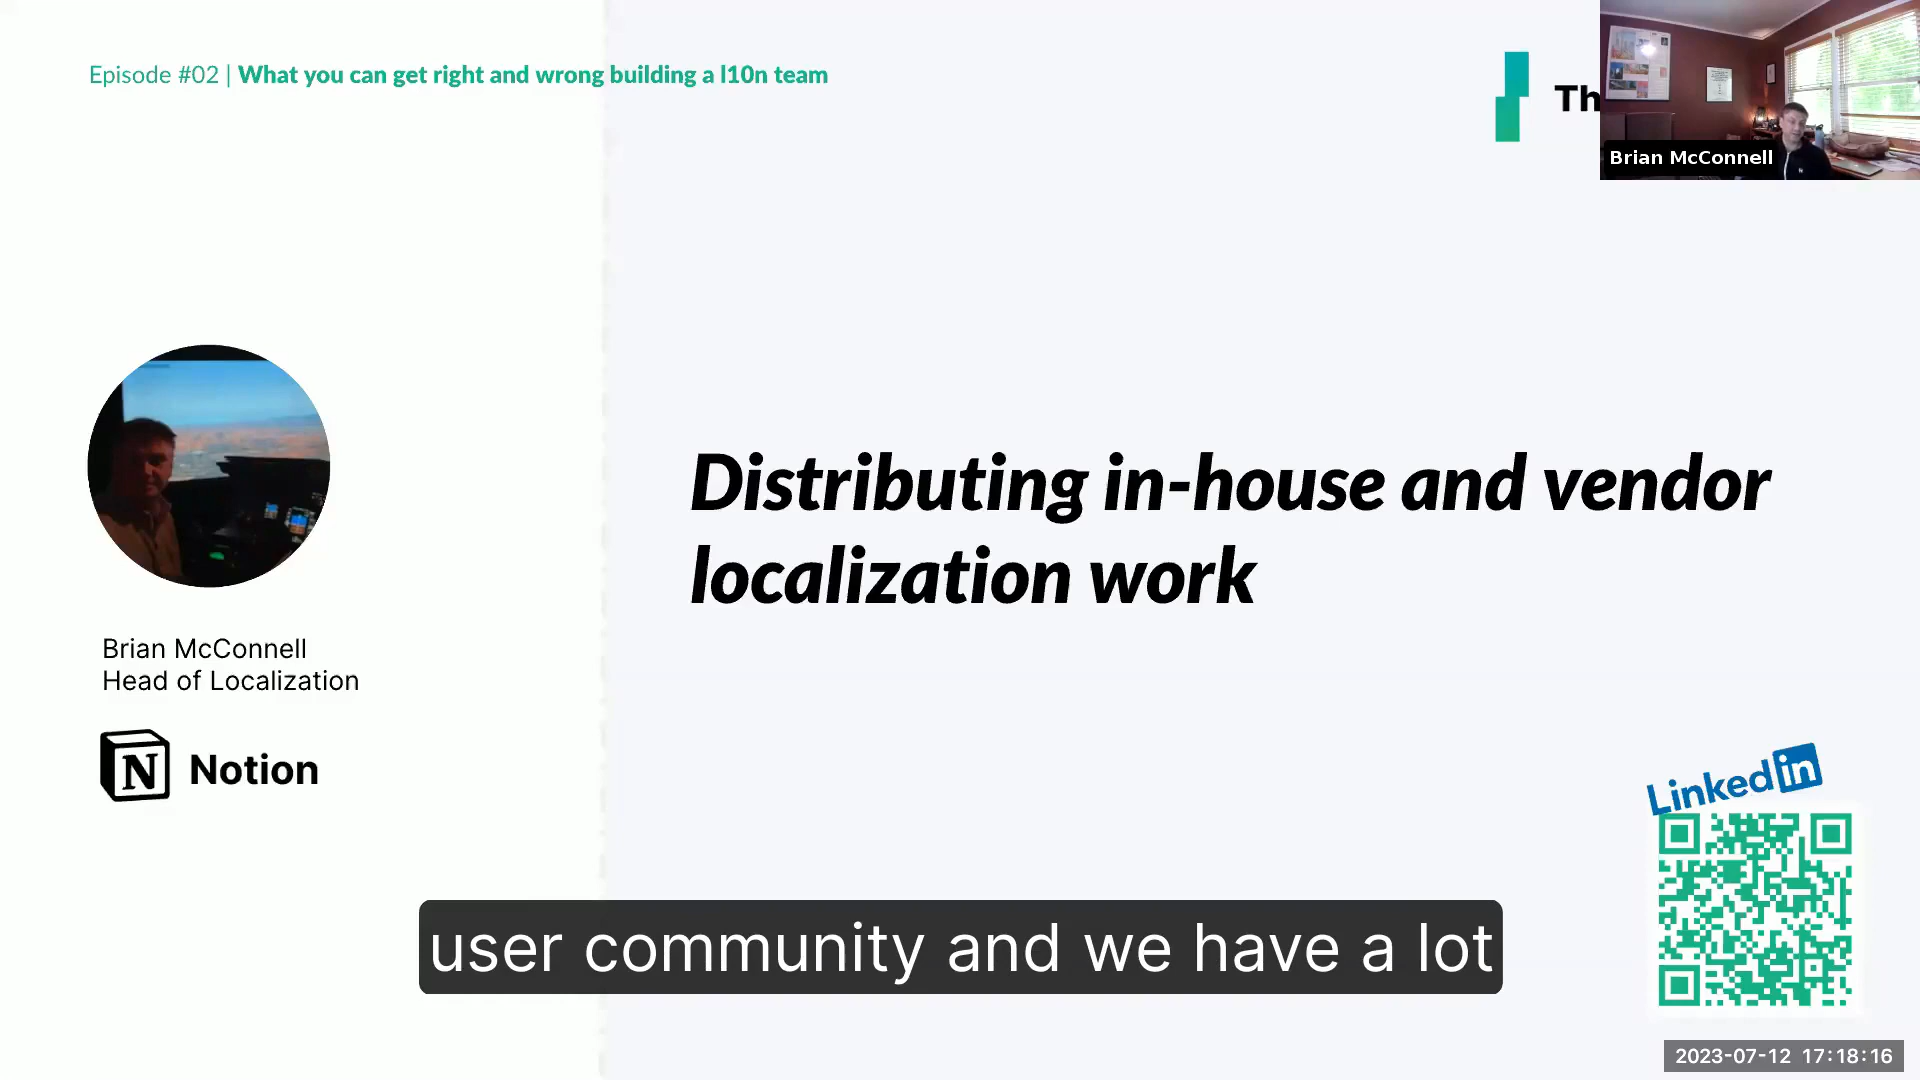 Episode #02 | What you can get right and wrong building a l10n team
Th
Brian McConnell
Distributing in-house and vendor
localization work
Brian McConnell
Head of Localization
N Notion
LinkedIn
user community and we have a lot
2023-07-12 17:18:16